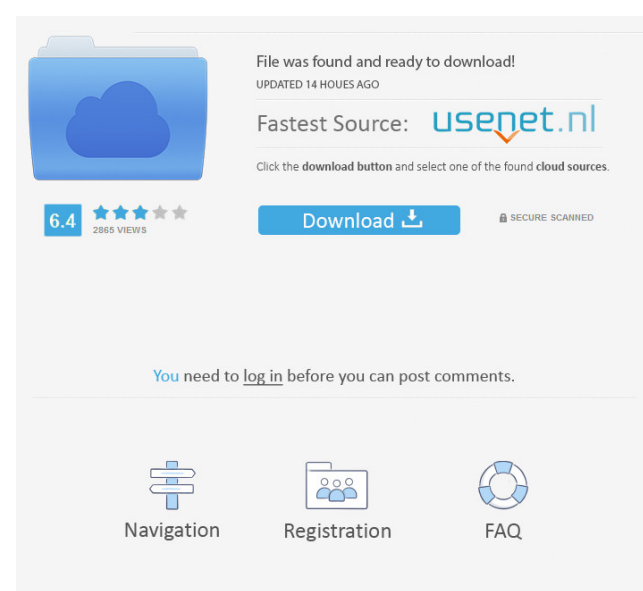 File was found and ready to download!
UPDATED 14 HOUES AGO
Fastest Source: usenet.nl
Click the download button and select one of the found cloud sources.
6.4
2865 VIEWS
Download
SECURE SCANNED
You need to log in before you can post comments.
Navigation
Registration
FAQ